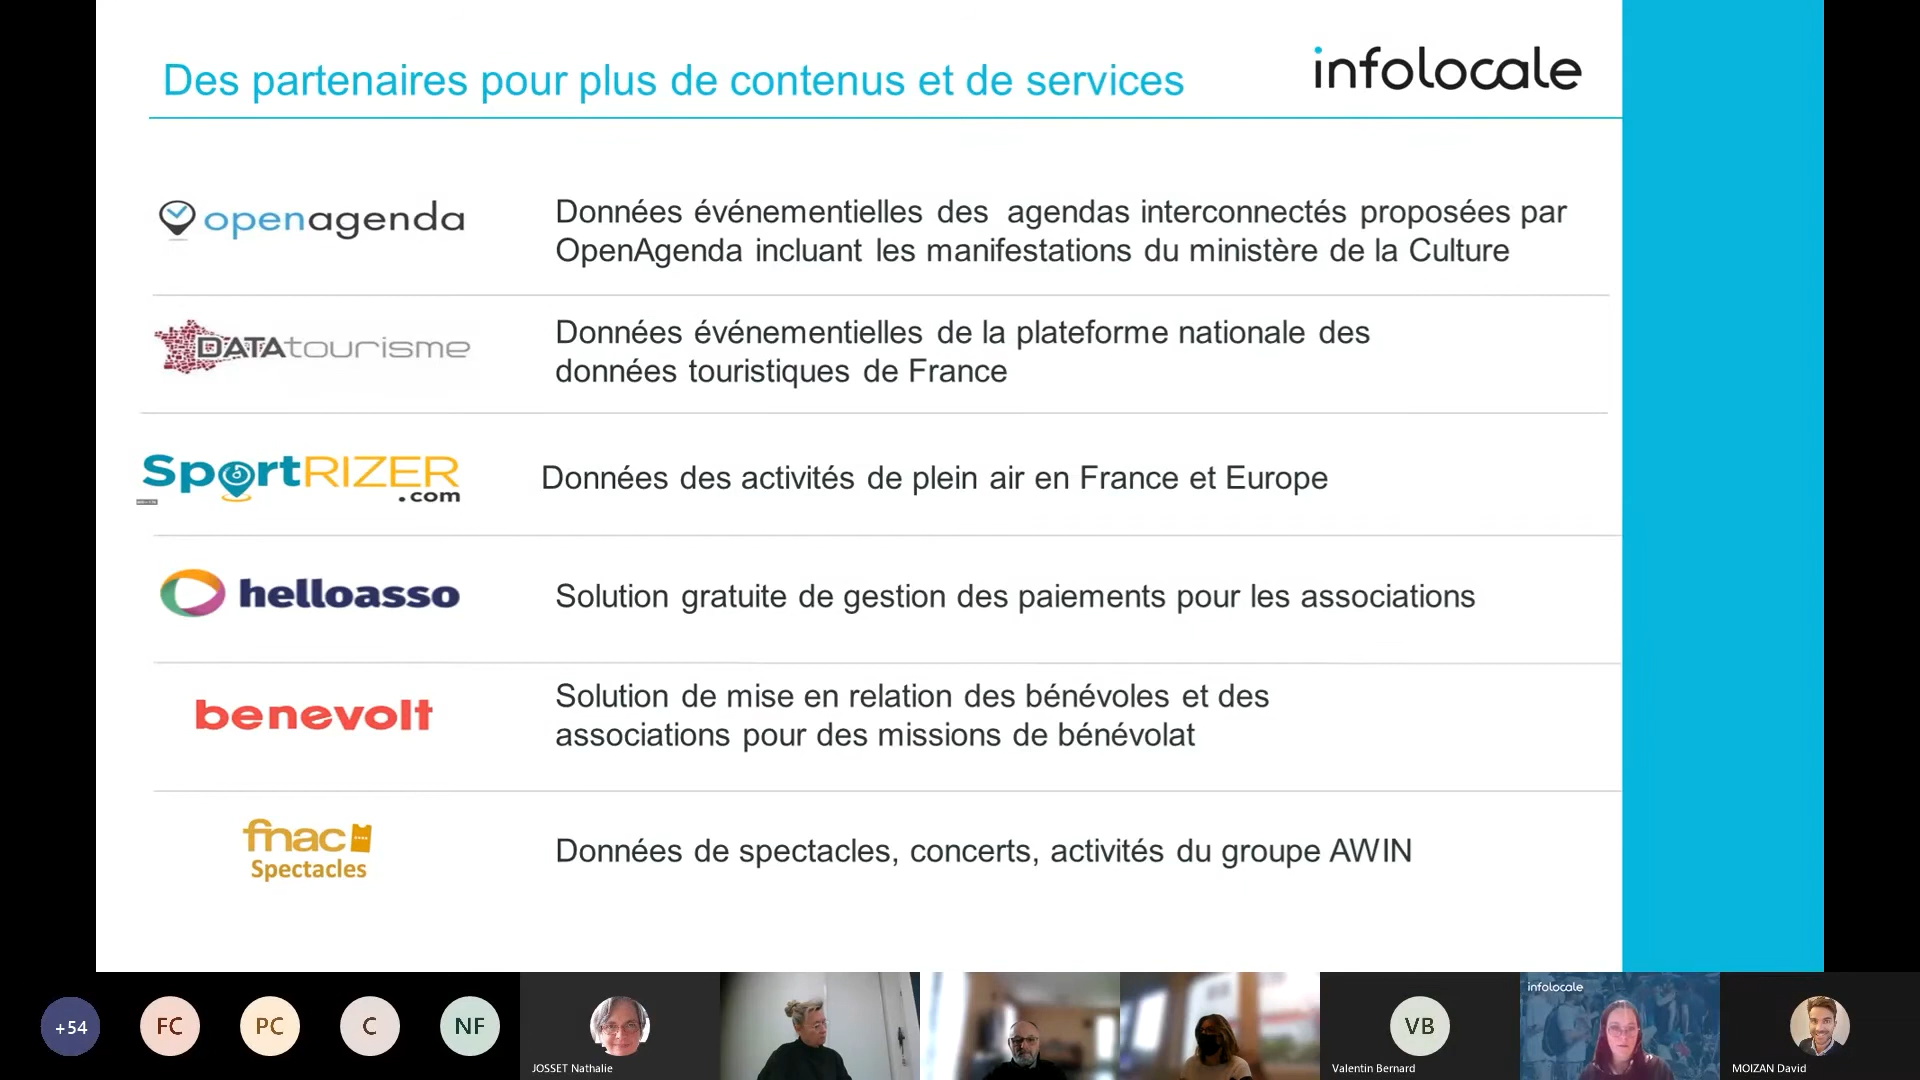 Des partenaires pour plus de contenus et de services
infolocale
openagenda
Données événementielles des agendas interconnectés proposées par
OpenAgenda incluant les manifestations du ministère de la Culture
DATAtourisme
Données événementielles de la plateforme nationale des
données touristiques de France
SportRIZER
.com
Données des activités de plein air en France et Europe
helloasso
Solution gratuite de gestion des paiements pour les associations
benevolt
Solution de mise en relation des bénévoles et des
associations pour des missions de bénévolat
fnac
Spectacles
Données de spectacles, concerts, activités du groupe AWIN
+54
FC
PC
C
NF
JOSSET Nathalie
VB
Valentin Bernard
infolocale
MOIZAN David